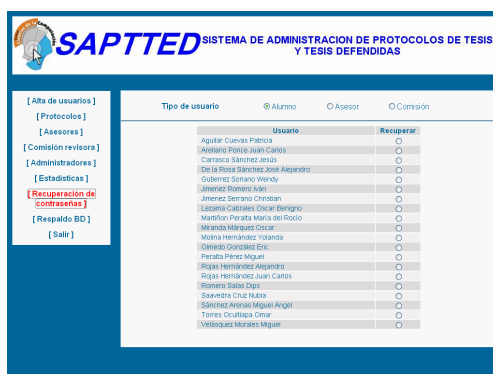 SAPTTED
SISTEMA DE ADMINISTRACION DE PROTOCOLOS DE TESIS
Y TESIS DEFENDIDAS
[ Alta de usuarios ]
[ Protocolos ]
[ Asesores ]
[ Comisión revisora ]
[ Administradores ]
[ Estadísticas ]
[ Recuperación de
contraseñas ]
[ Respaldo BD ]
[ Salir ]
Tipo de usuario Alumno Asesor Comisión
Usuario Recuperar
Aguilar Cuevas Patricia
Arellano Ponce Juan Carlos
Carrasco Sánchez Jesús
De la Rosa Sánchez José Alejandro
Gutierrez Soriano Wendy
Jimenez Romero Iván
Jimenez Serrano Christian
Lezama Cabrales Oscar Benigno
Martiñon Peralta María del Rocío
Miranda Márquez Oscar
Molina Hernández Yolanda
Olmedo González Eric
Peralta Pérez Miguel
Rojas Hernández Alejandro
Rojas Hernández Juan Carlos
Romero Salas Dips
Saavedra Cruz Nubia
Sánchez Arenas Miguel Ángel
Torres Ocuitlapa Omar
Velásquez Morales Miguel